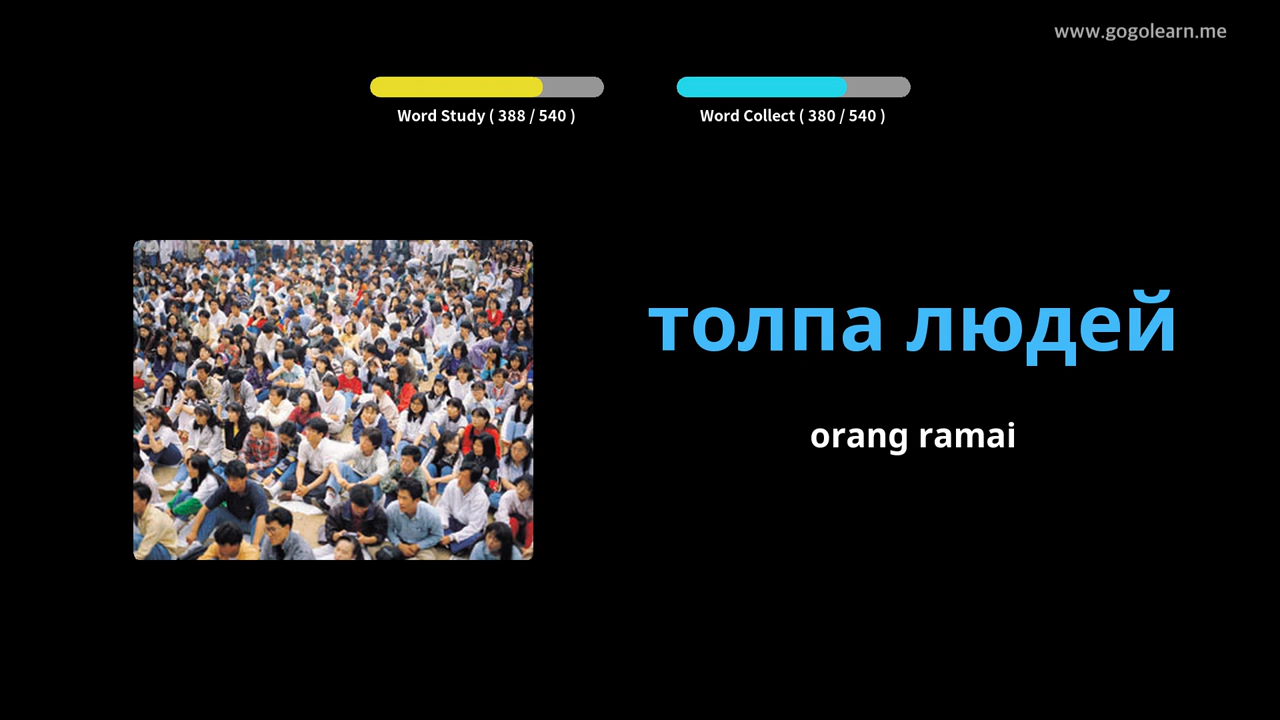 www.gogolearn.me
Word Study ( 388 / 540 )
Word Collect ( 380 / 540 )
толпа людей
orang ramai